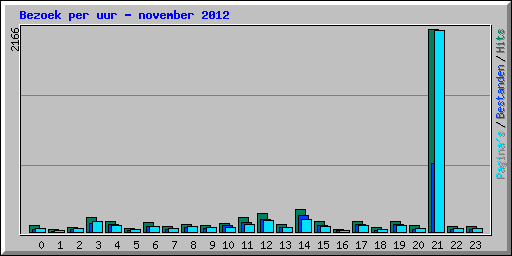 Bezoek per uur - november 2012
2166
Pagina's / Bestanden / Hits
0 1 2 3 4 5 6 7 8 9 10 11 12 13 14 15 16 17 18 19 20 21 22 23